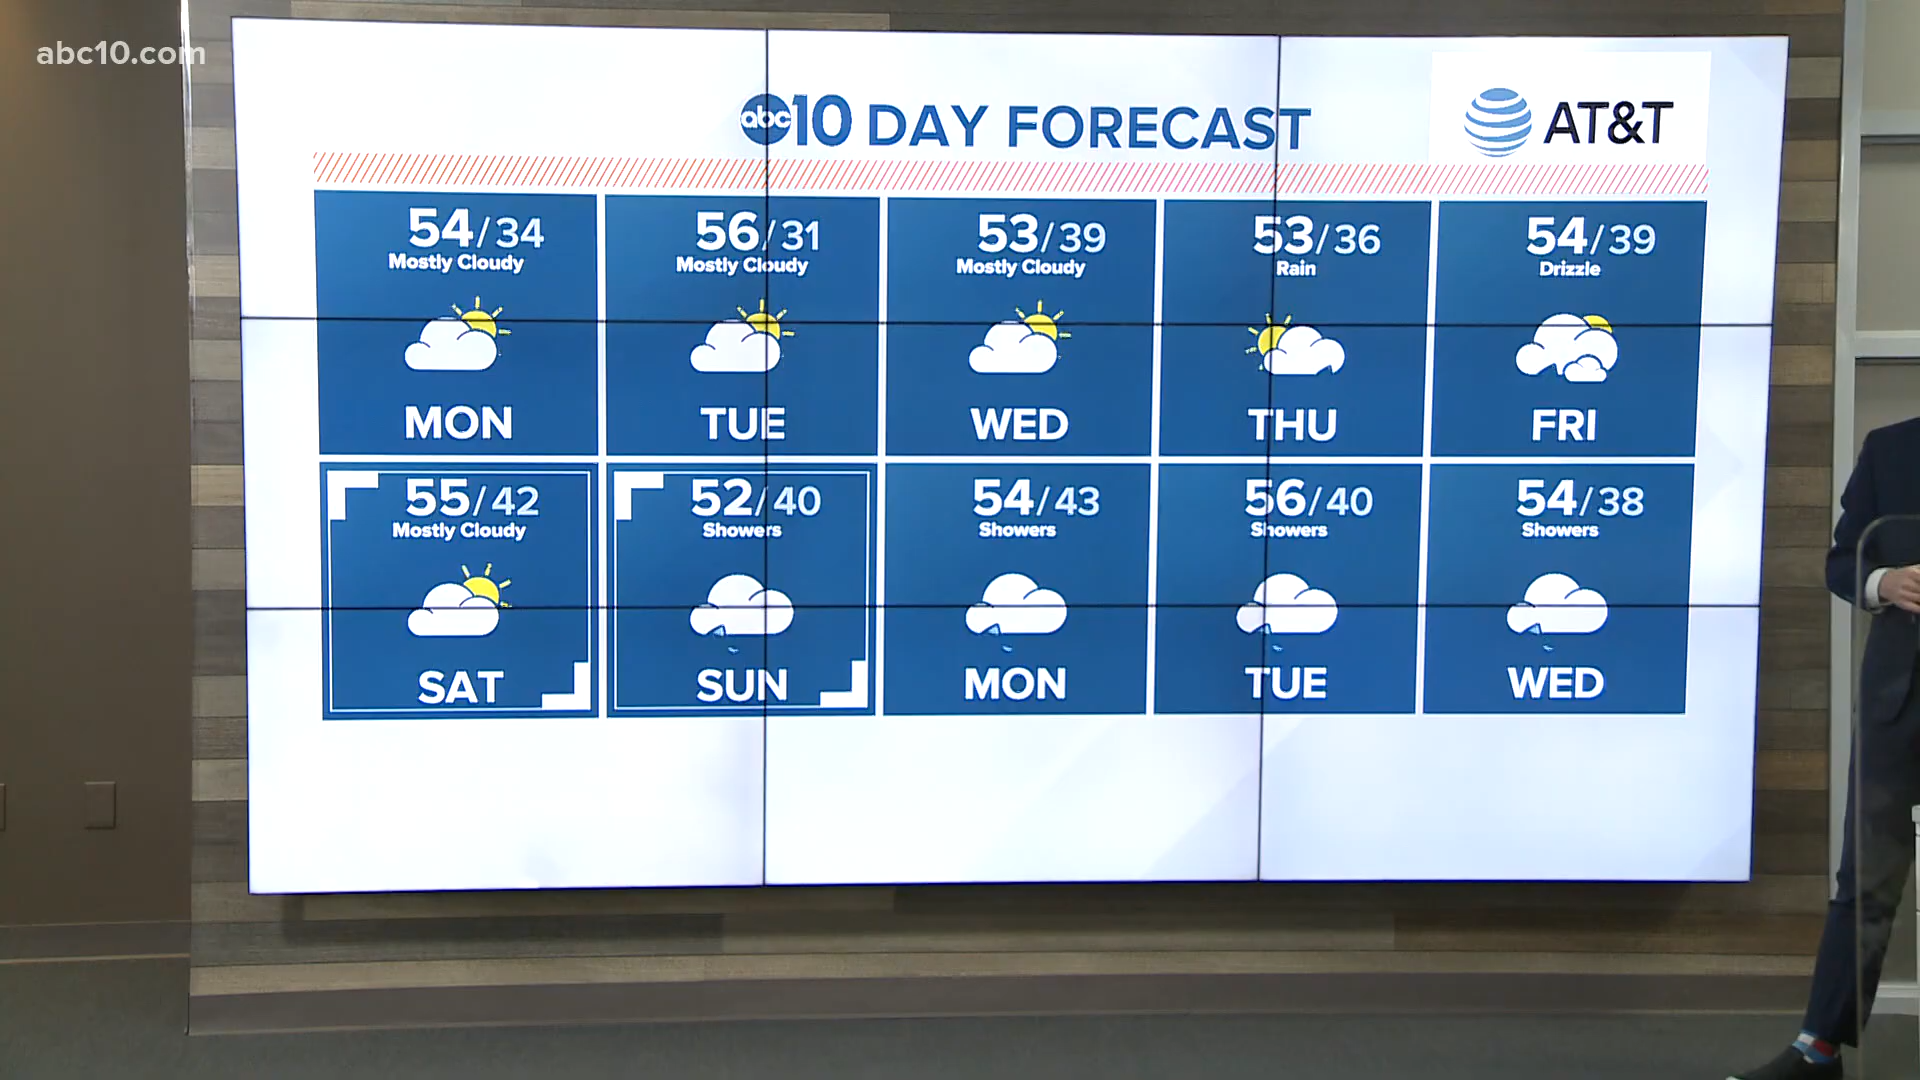 abc10.com
abc10 DAY FORECAST
AT&T
54/34
Mostly Cloudy
MON
56/31
Mostly Cloudy
TUE
53/39
Mostly Cloudy
WED
53/36
Rain
THU
54/39
Drizzle
FRI
55/42
Mostly Cloudy
SAT
52/40
Showers
SUN
54/43
Showers
MON
56/40
Showers
TUE
54/38
Showers
WED